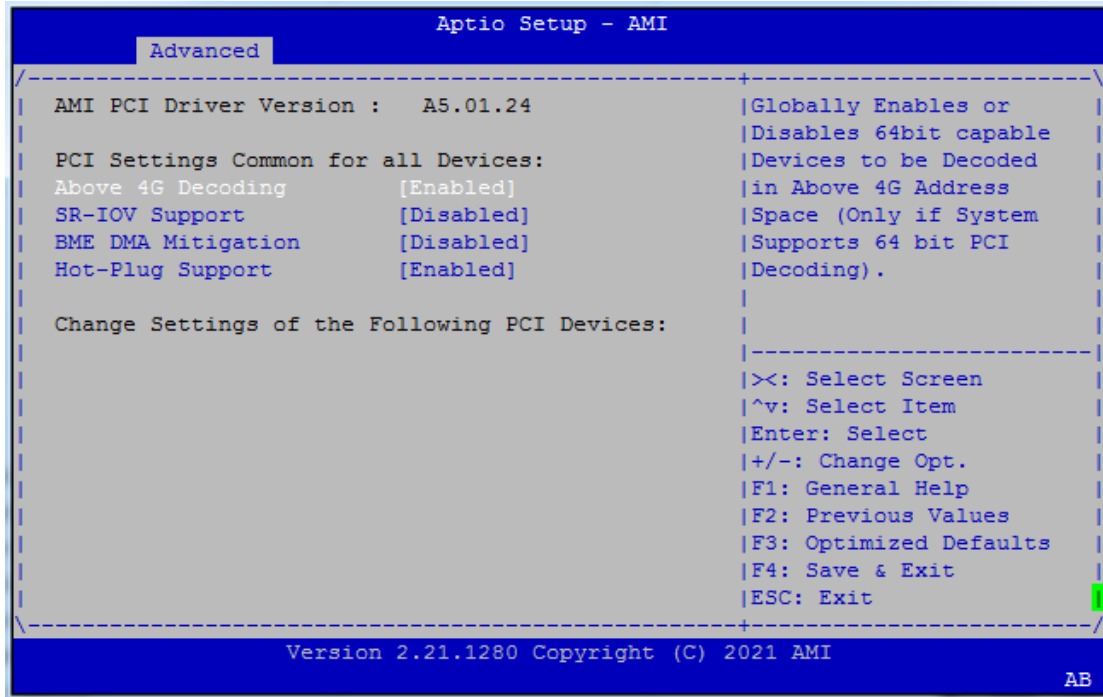 Aptio Setup - AMI
Advanced
AMI PCI Driver Version : A5.01.24
PCI Settings Common for all Devices:
Above 4G Decoding [Enabled]
SR-IOV Support [Disabled]
BME DMA Mitigation [Disabled]
Hot-Plug Support [Enabled]
Change Settings of the Following PCI Devices:
Globally Enables or
Disables 64bit capable
Devices to be Decoded
in Above 4G Address
Space (Only if System
Supports 64 bit PCI
Decoding).
><: Select Screen
^v: Select Item
Enter: Select
+/-: Change Opt.
F1: General Help
F2: Previous Values
F3: Optimized Defaults
F4: Save & Exit
ESC: Exit
Version 2.21.1280 Copyright (C) 2021 AMI
AB